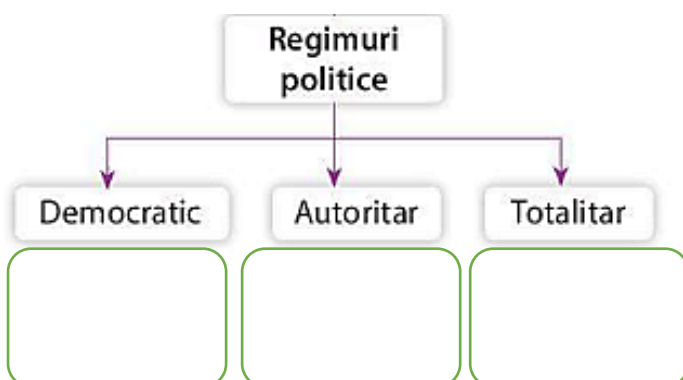 Regimuri
politice
Democratic
Autoritar
Totalitar